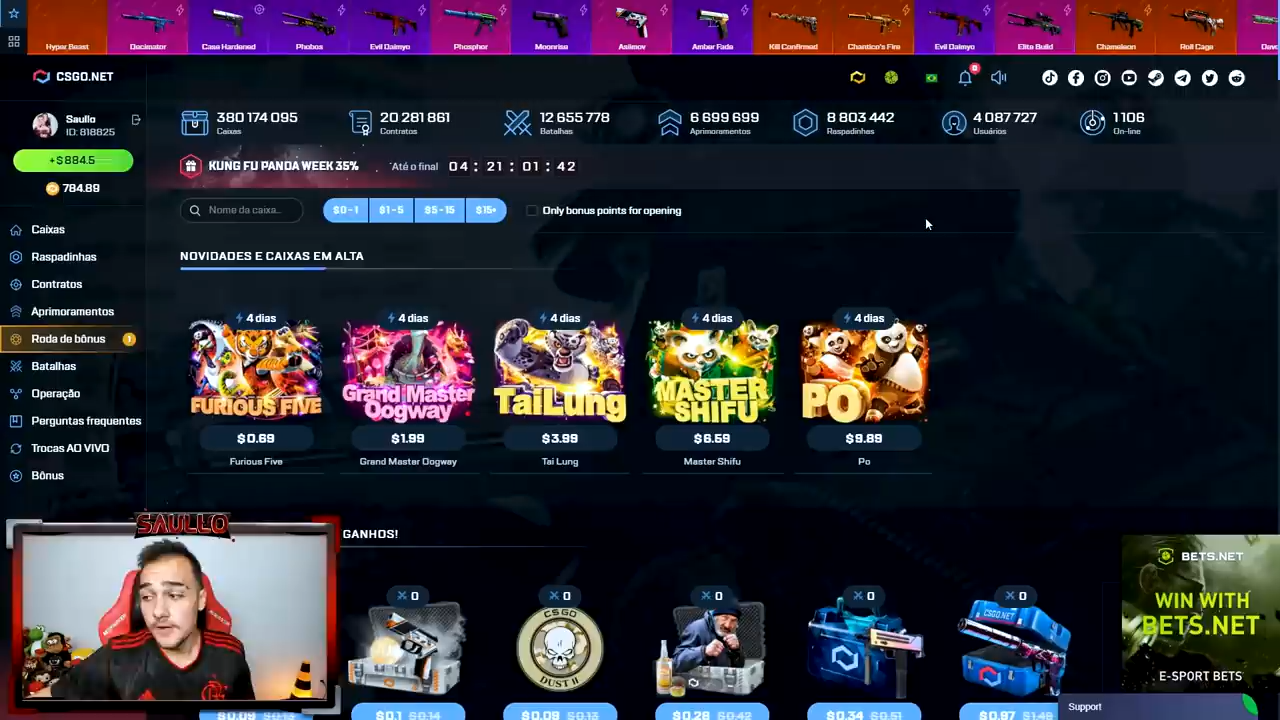 Hyper Beast
Decimator
Case Hardened
Phobos
Evil Daimyo
Phosphor
Moonrise
Asiimov
Amber Fade
Kill Confirmed
Chantico's Fire
Evil Daimyo
Elite Build
Chameleon
Roll Cage
CSGO.NET
Saullo
ID: 818825
+$884.5
784.89
380 174 095
Caixas
20 281 861
Contratos
12 655 778
Batalhas
6 699 699
Aprimoramentos
8 803 442
Raspadinhas
4 087 727
Usuários
1 106
On-line
KUNG FU PANDA WEEK 35%
Até o final
04 : 21 : 01 : 42
Nome da caixa...
$0-1
$1-5
$5-15
$15+
Only bonus points for opening
Caixas
Raspadinhas
Contratos
Aprimoramentos
Roda de bônus
1
Batalhas
Operação
Perguntas frequentes
Trocas AO VIVO
Bônus
NOVIDADES E CAIXAS EM ALTA
4 dias
FURIOUS FIVE
$0.69
Furious Five
4 dias
Grand Master
Oogway
$1.99
Grand Master Oogway
4 dias
TaiLung
$3.99
Tai Lung
4 dias
MASTER
SHIFU
$6.59
Master Shifu
4 dias
PO
$9.89
Po
SAULLO
GANHOS!
0
0
CSGO
DUST II
0
0
0
CSGO.NET
$0.09 $0.13
$0.1 $0.14
$0.09 $0.13
$0.28 $0.42
$0.34 $0.51
$0.97 $1.46
BETS.NET
WIN WITH
BETS.NET
E-SPORT BETS
Support